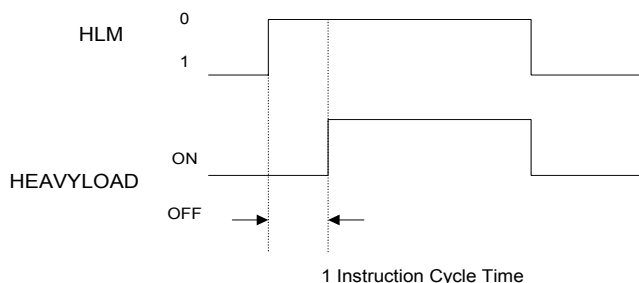 HLM
0
1
ON
HEAVYLOAD
OFF
1 Instruction Cycle Time